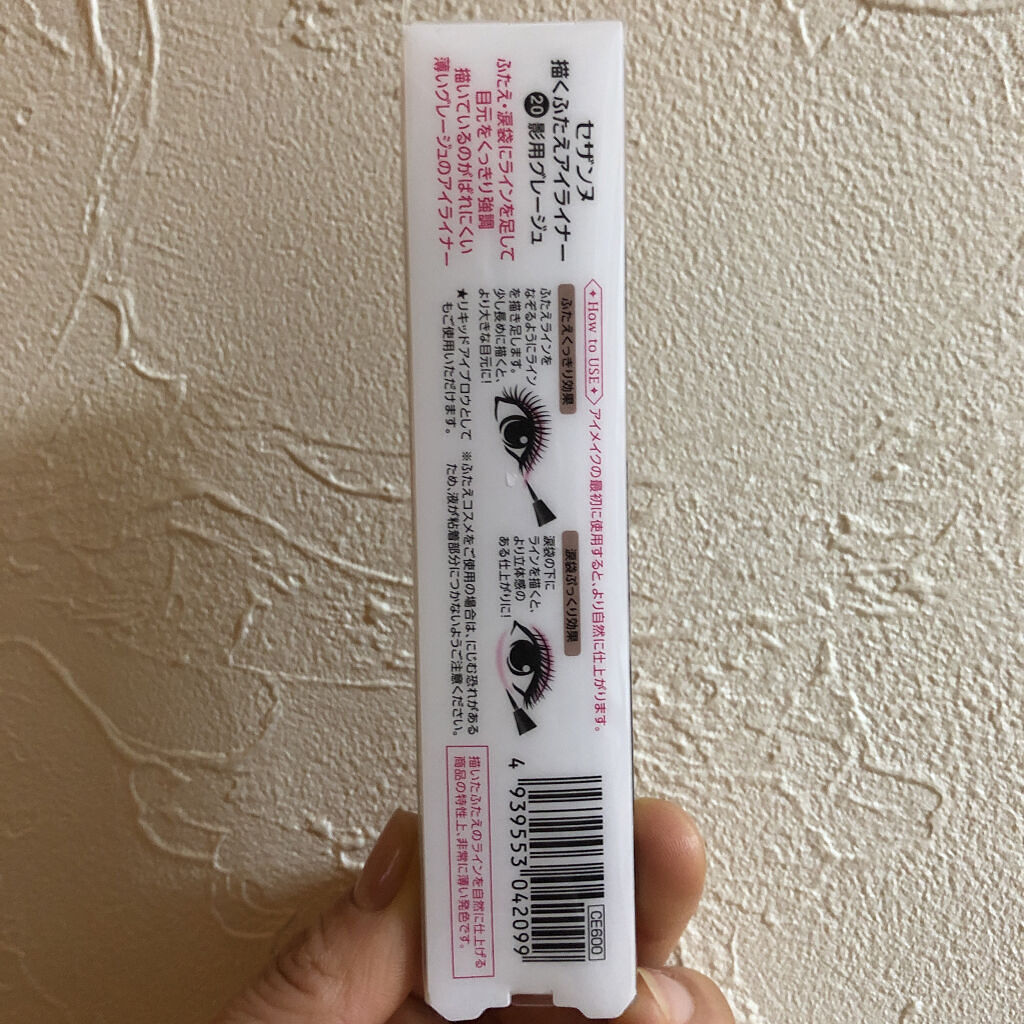 セザンヌ
描くふたえアイライナー
20 影用グレージュ
ふたえ・涙袋にラインを足して
目元をくっきり強調
描いているのがばれにくい
薄いグレージュのアイライナー
How to USE
アイメイクの最初に使用すると、より自然に仕上がります。
ふたえくっきり効果
ふたえラインを
なぞるようにライン
を描き足します。
少し長めに描くと、
より大きな目元に!
涙袋ぷっくり効果
涙袋の下に
ラインを描くと、
より立体感の
ある仕上がりに!
★リキッドアイブロウとして
もご使用いただけます。
※ふたえコスメをご使用の場合は、にじむ恐れがある
ため、液が粘着部分につかないようご注意ください。
CE600
4 939553 042099
描いたふたえのラインを自然に仕上げる
商品の特性上、非常に薄い発色です。